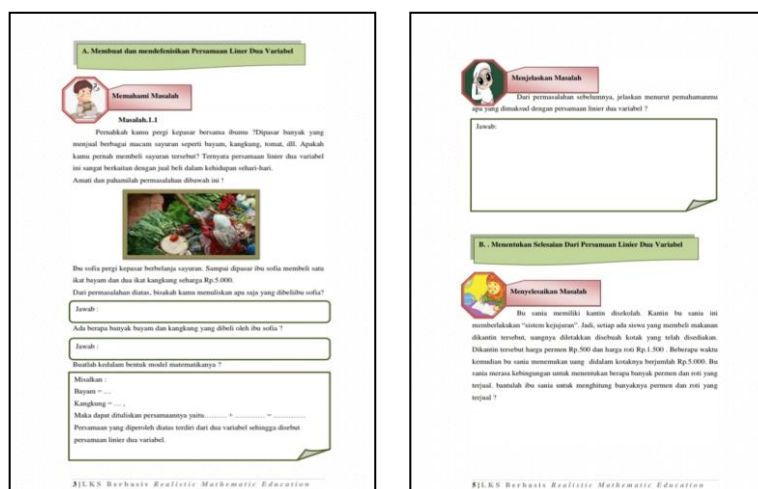 A. Membuat dan mendefenisikan Persamaan Liner Dua Variabel
Memahami Masalah
Masalah.1.1
Pernahkah kamu pergi kepasar bersama ibumu ?Dipasar banyak yang
menjual berbagai macam sayuran seperti bayam, kangkung, tomat, dll. Apakah
kamu pernah membeli sayuran tersebut? Ternyata persamaan linier dua variabel
ini sangat berkaitan dengan jual beli dalam kehidupan sehari-hari.
Amati dan pahamilah permasalahan dibawah ini ?
Ibu sofia pergi kepasar berbelanja sayuran. Sampai dipasar ibu sofia membeli satu
ikat bayam dan dua ikat kangkung seharga Rp.5.000.
Dari permasalahan diatas, bisakah kamu menuliskan apa saja yang dibeliibu sofia?
Jawab :
Ada berapa banyak bayam dan kangkung yang dibeli oleh ibu sofia ?
Jawab :
Buatlah kedalam bentuk model matematikanya ?
Misalkan :
Bayam = ...
Kangkung = ... ,
Maka dapat dituliskan persamaannya yaitu......... + ............ = .............
Persamaan yang diperoleh diatas terdiri dari dua variabel sehingga disebut
persamaan linier dua variabel.
3|LKS Berbasis Realistic Mathematic Education
Menjelaskan Masalah
Dari permasalahan sebelumnya, jelaskan menurut pemahamanmu
apa yang dimaksud dengan persamaan linier dua variabel ?
Jawab:
B. . Menentukan Selesaian Dari Persamaan Linier Dua Variabel
Menyelesaikan Masalah
Bu sania memiliki kantin disekolah. Kantin bu sania ini
memberlakukan "sistem kejujuran". Jadi, setiap ada siswa yang membeli makanan
dikantin tersebut, uangnya diletakkan disebuah kotak yang telah disediakan.
Dikantin tersebut harga permen Rp.500 dan harga roti Rp.1.500 . Beberapa waktu
kemudian bu sania menemukan uang didalam kotaknya berjumlah Rp.5.000. Bu
sania merasa kebingungan untuk menentukan berapa banyak permen dan roti yang
terjual. bantulah ibu sania untuk menghitung banyaknya permen dan roti yang
terjual ?
5|LKS Berbasis Realistic Mathematic Education